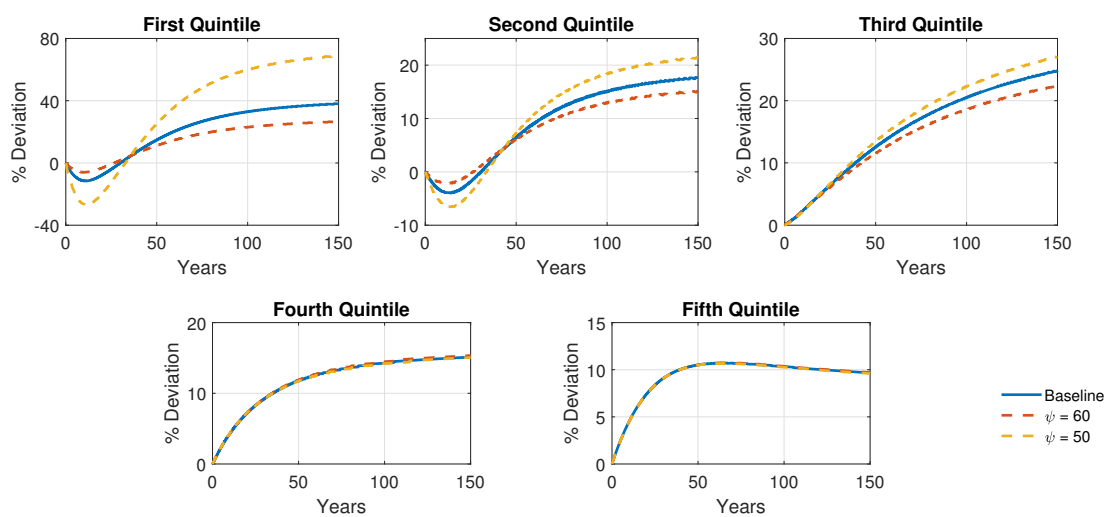 First Quintile
Second Quintile
Third Quintile
% Deviation
80
40
0
-40
0
50
100
150
Years
% Deviation
20
10
0
-10
0
50
100
150
Years
% Deviation
30
20
10
0
0
50
100
150
Years
Fourth Quintile
Fifth Quintile
% Deviation
20
10
0
0
50
100
150
Years
% Deviation
15
10
5
0
0
50
100
150
Years
Baseline
ψ = 60
ψ = 50